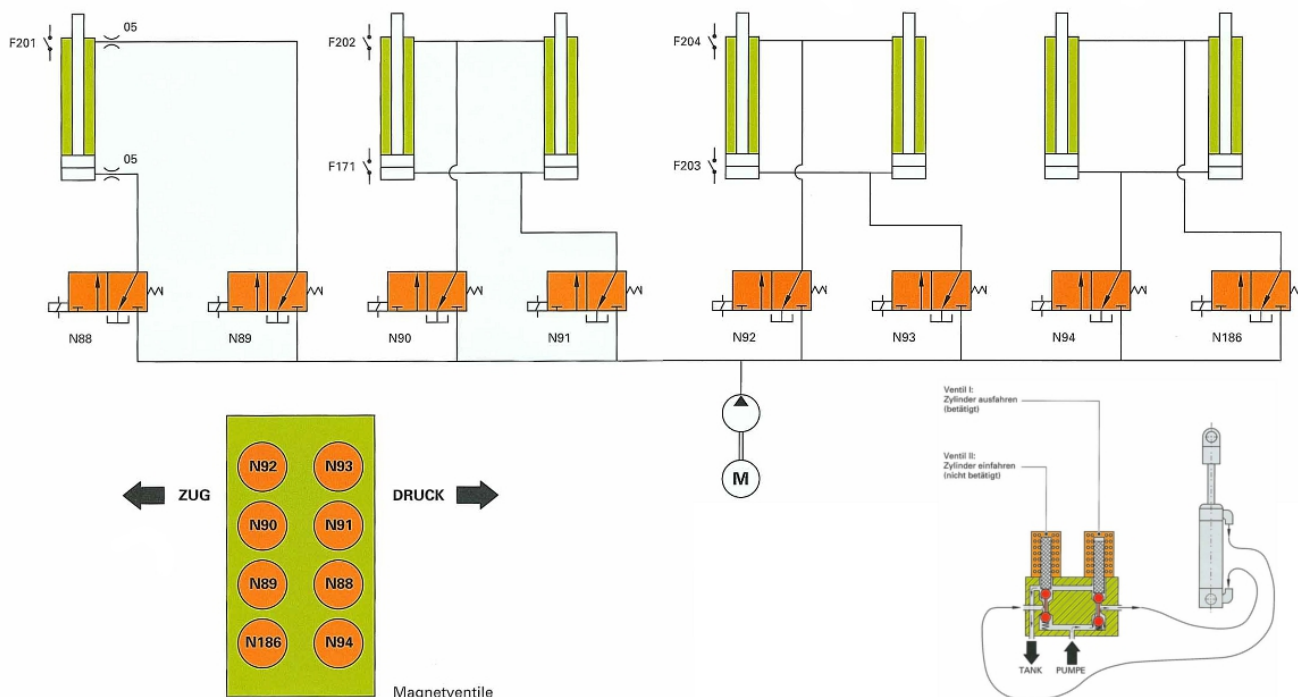 F201
05
F202
F204
05
F171
F203
N88
N89
N90
N91
N92
N93
N94
N186
M
ZUG
DRUCK
N92
N93
N90
N91
N89
N88
N186
N94
Magnetventile
Ventil I:
Zylinder ausfahren
(betätigt)
Ventil II:
Zylinder einfahren
(nicht betätigt)
TANK
PUMPE